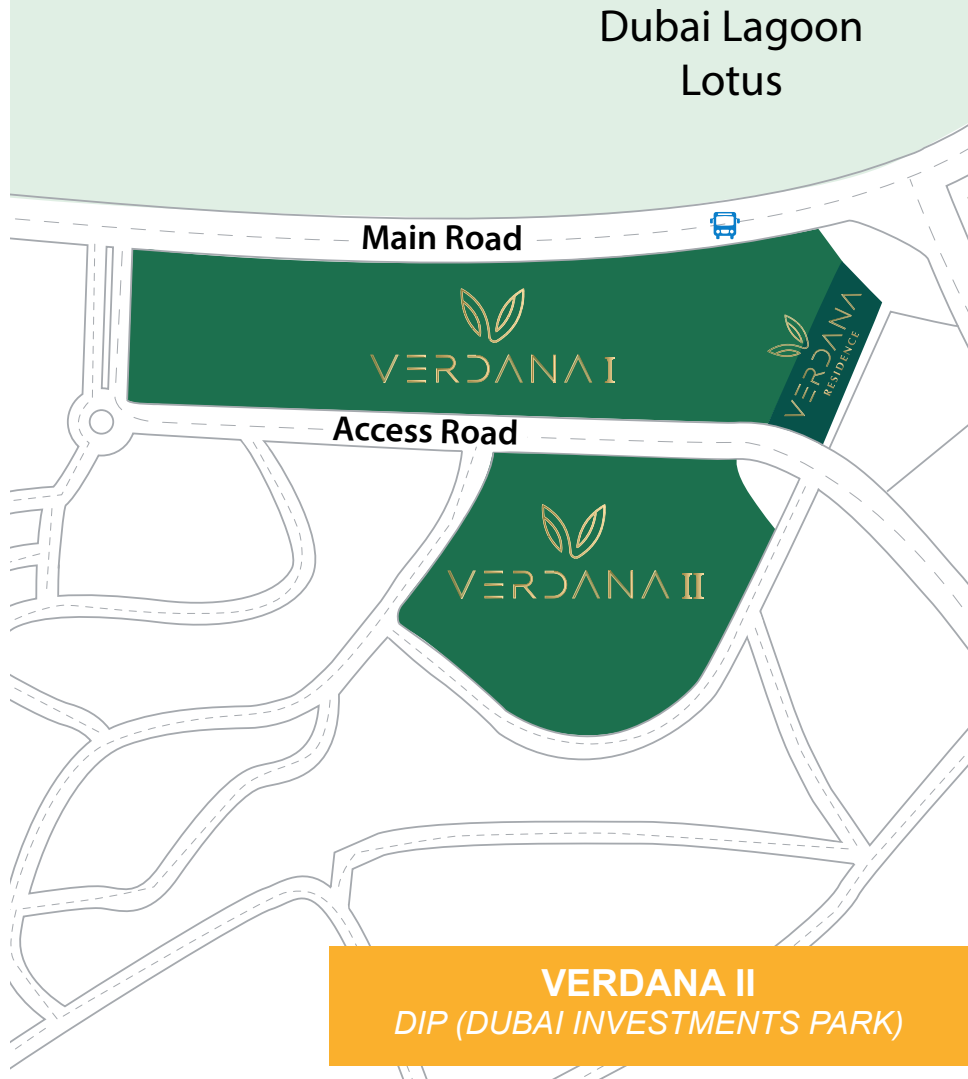 Dubai Lagoon
Lotus
Main Road
VERDANA I
VERDANA
RESIDENCE
Access Road
VERDANA II
VERDANA II
DIP (DUBAI INVESTMENTS PARK)